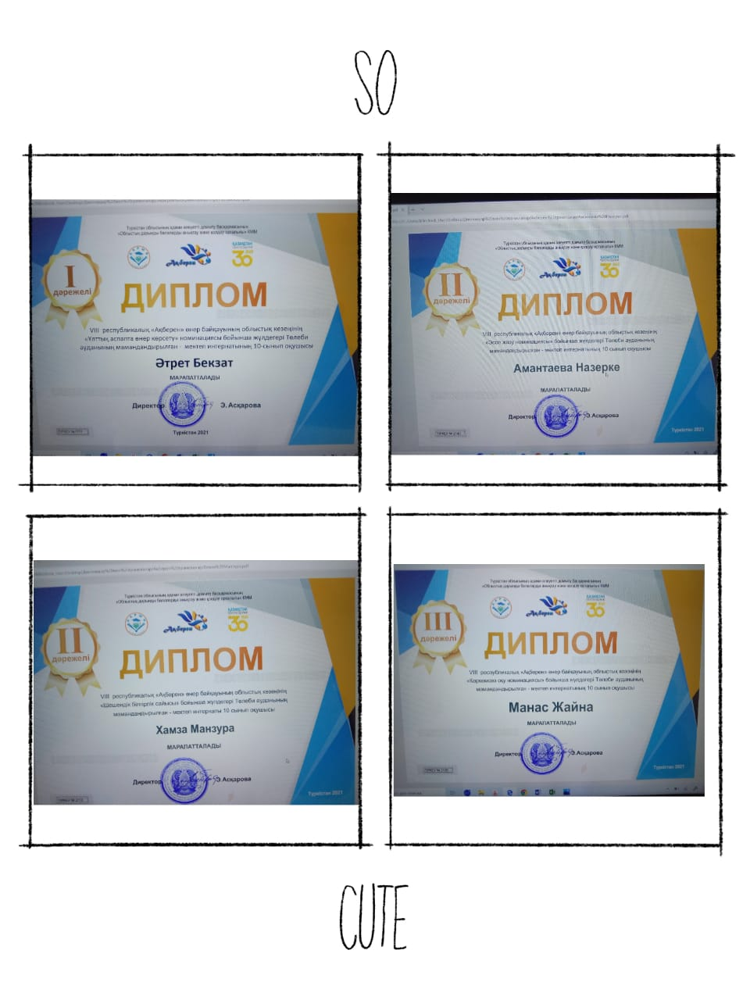 SO
Түркістан облысының адами әлеуетті дамыту басқармасының
«Облыстық дарынды балаларды анықтау және қолдау орталығы» КММ
Ақберен
ҚАЗАҚСТАН
30
I
дәрежелі
ДИПЛОМ
VIII республикалық «Ақберен» өнер байқауының облыстық кезеңінің
«Ұлттық аспапта өнер көрсету» номинациясы бойынша жүлдегері Төлеби
ауданының мамандандырылған - мектеп интернатының 10-сынып оқушысы
Әтрет Бекзат
МАРАПАТТАЛАДЫ
Директор Э.Асқарова
Түркістан 2021
Түркістан облысының адами әлеуетті дамыту басқармасының
«Облыстық дарынды балаларды анықтау және қолдау орталығы» КММ
Ақберен
ҚАЗАҚСТАН
30
II
дәрежелі
ДИПЛОМ
VIII республикалық «Ақберен» өнер байқауының облыстық кезеңінің
«Эссе жазу номинациясы» бойынша жүлдегері Төлеби ауданының
мамандандырылған - мектеп интернатының 10 сынып оқушысы
Амантаева Назерке
МАРАПАТТАЛАДЫ
Директор Э.Асқарова
Түркістан 2021
Түркістан облысының адами әлеуетті дамыту басқармасының
«Облыстық дарынды балаларды анықтау және қолдау орталығы» КММ
Ақберен
ҚАЗАҚСТАН
30
II
дәрежелі
ДИПЛОМ
VIII республикалық «Ақберен» өнер байқауының облыстық кезеңінің
«Шешендік білгірлік сайысы» бойынша жүлдегері Төлеби ауданының
мамандандырылған - мектеп интернаты 10 сынып оқушысы
Хамза Манзура
МАРАПАТТАЛАДЫ
Директор Э.Асқарова
Түркістан 2021
Түркістан облысының адами әлеуетті дамыту басқармасының
«Облыстық дарынды балаларды анықтау және қолдау орталығы» КММ
Ақберен
ҚАЗАҚСТАН
30
III
дәрежелі
ДИПЛОМ
VIII республикалық «Ақберен» өнер байқауының облыстық кезеңінің
«Көркемсөз оқу номинациясы» бойынша жүлдегері Төлеби ауданының
мамандандырылған - мектеп интернатының 10 сынып оқушысы
Манас Жайна
МАРАПАТТАЛАДЫ
Директор Э.Асқарова
Түркістан 2021
CUTE